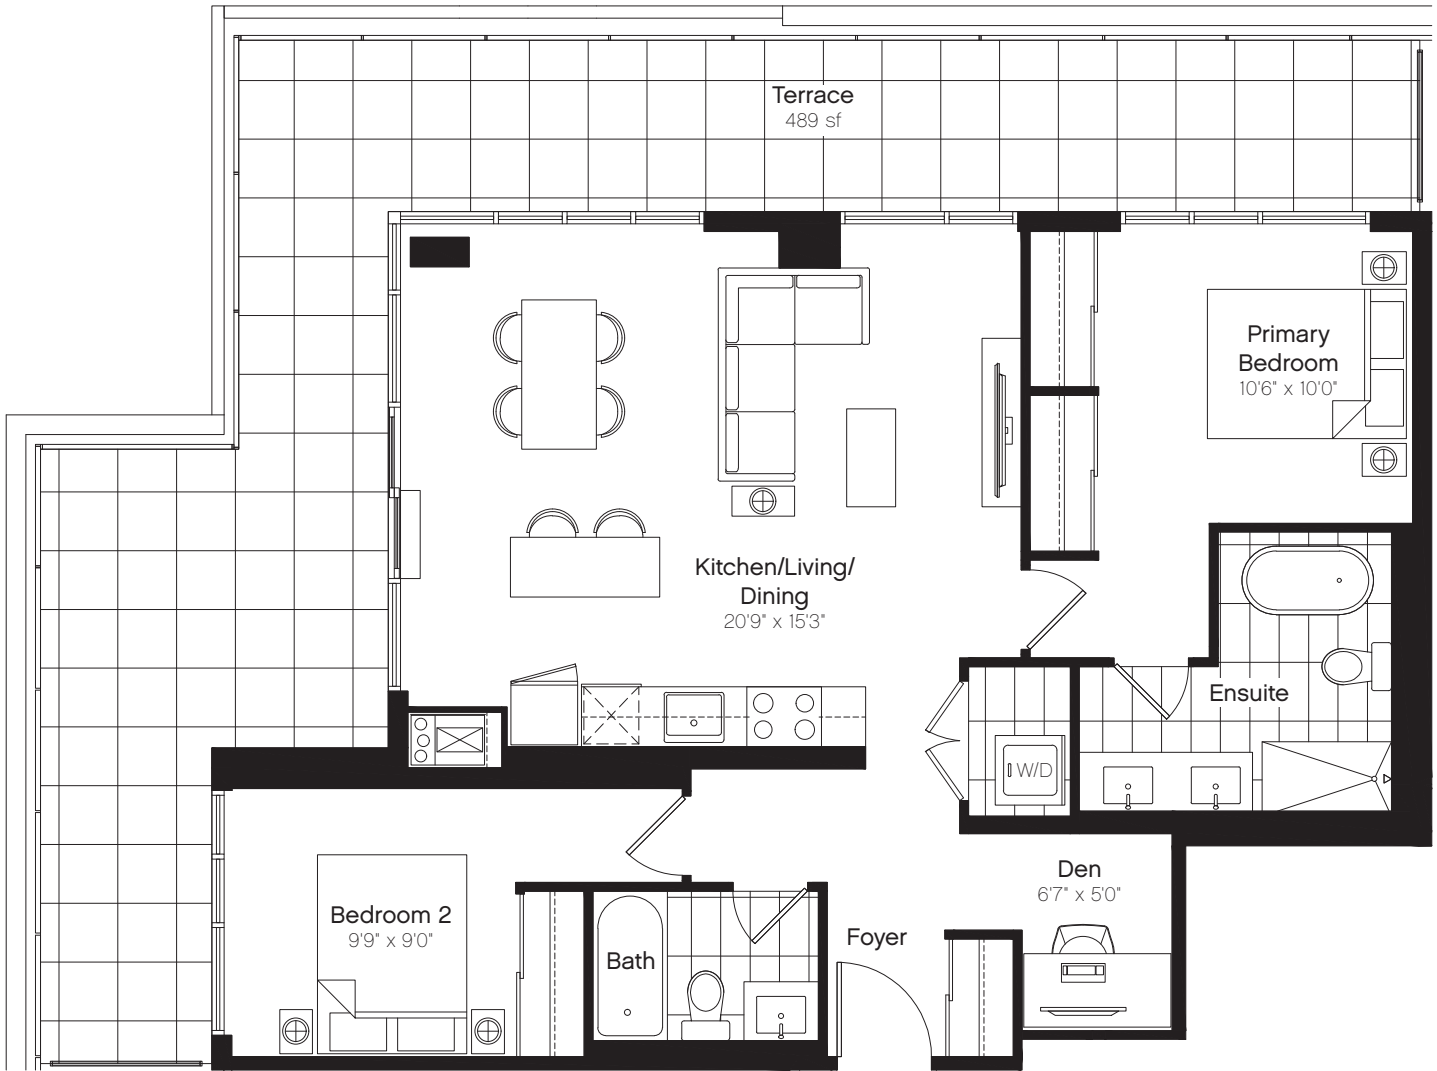 Terrace
489 sf
Primary
Bedroom
10'6" x 10'0"
Kitchen/Living/
Dining
20'9" x 15'3"
Ensuite
W/D
Den
6'7" x 5'0"
Bedroom 2
9'9" x 9'0"
Foyer
Bath